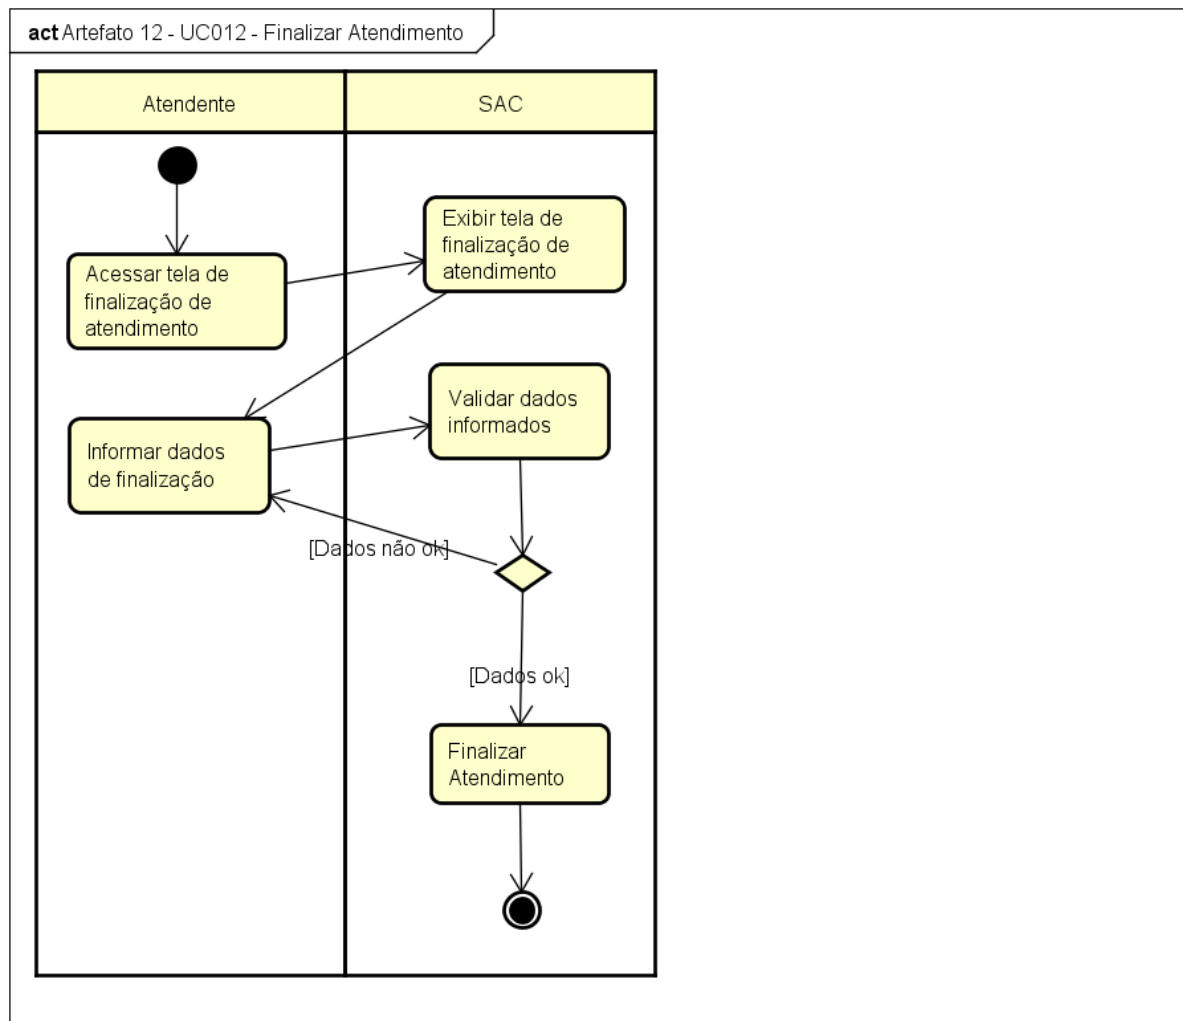 act Artefato 12 - UC012 - Finalizar Atendimento
Atendente
SAC
Exibir tela de
finalização de
atendimento
Acessar tela de
finalização de
atendimento
Validar dados
informados
Informar dados
de finalização
[Dados não ok]
[Dados ok]
Finalizar
Atendimento